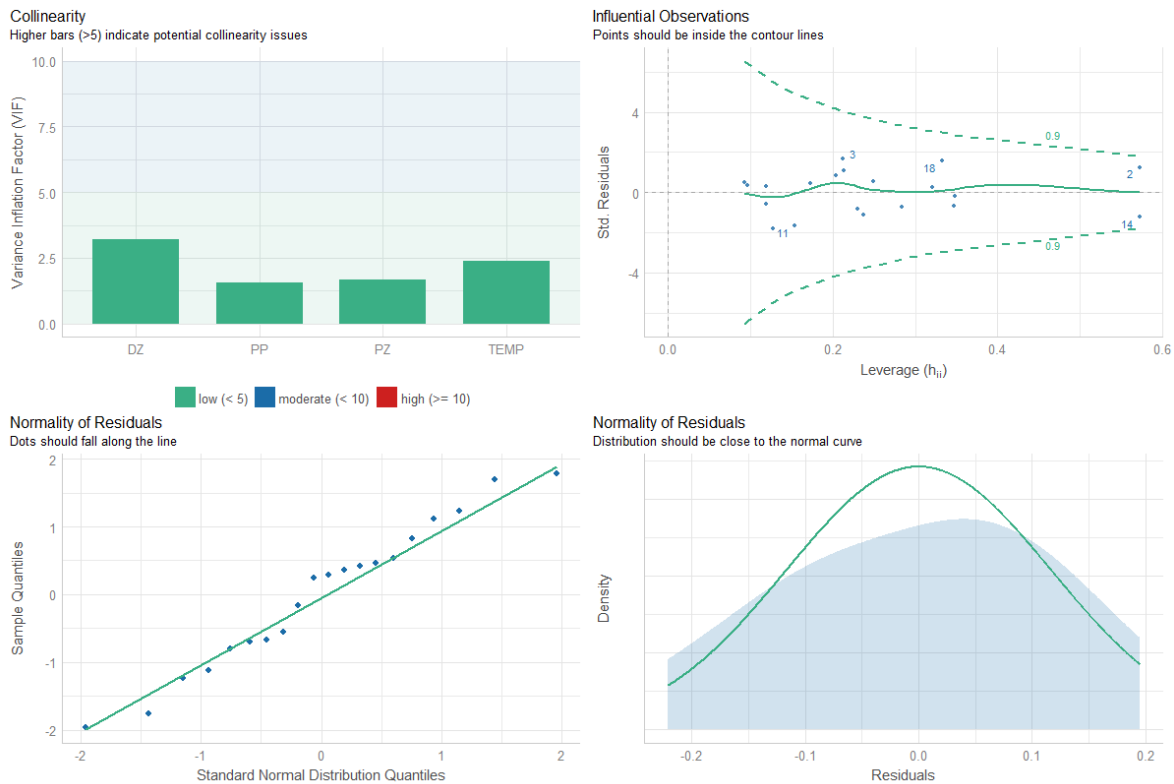 Collinearity
Higher bars (>5) indicate potential collinearity issues
Variance Inflation Factor (VIF)
10.0
7.5
5.0
2.5
0.0
DZ
PP
PZ
TEMP
low (< 5)
moderate (< 10)
high (>= 10)
Influential Observations
Points should be inside the contour lines
Std. Residuals
4
0
-4
0.9
3
18
2
11
14
0.9
0.0
0.2
0.4
0.6
Leverage (hii)
Normality of Residuals
Dots should fall along the line
Sample Quantiles
2
1
0
-1
-2
-2
-1
0
1
2
Standard Normal Distribution Quantiles
Normality of Residuals
Distribution should be close to the normal curve
Density
-0.2
-0.1
0.0
0.1
0.2
Residuals